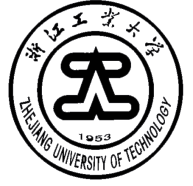 浙江工业大学
1953
ZHEJIANG UNIVERSITY OF TECHNOLOGY